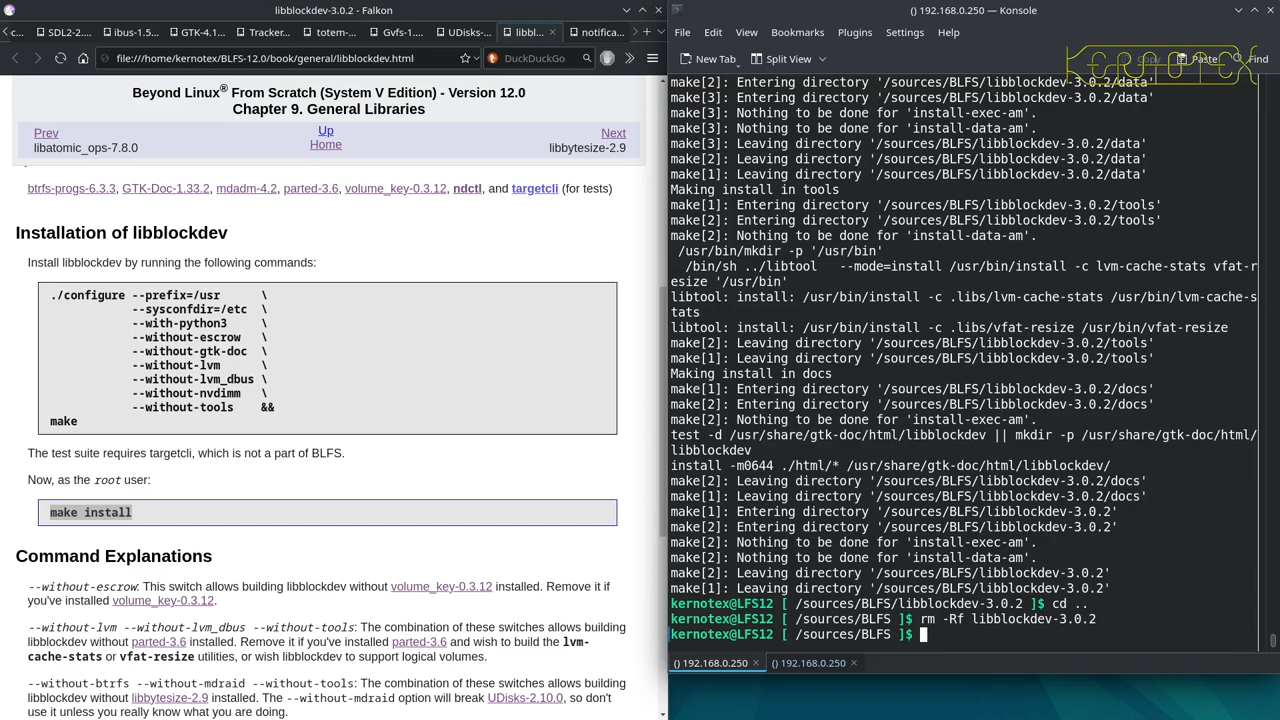 libblockdev-3.0.2 - Falkon
c...
SDL2-2....
ibus-1.5...
GTK-4.1...
Tracker...
totem-...
Gvfs-1....
UDisks-...
libbl...
notifica...
file:///home/kernotex/BLFS-12.0/book/general/libblockdev.html
DuckDuckGo
Beyond Linux® From Scratch (System V Edition) - Version 12.0
Chapter 9. General Libraries
Prev
Up
Next
libatomic_ops-7.8.0
Home
libbytesize-2.9
btrfs-progs-6.3.3, GTK-Doc-1.33.2, mdadm-4.2, parted-3.6, volume_key-0.3.12, ndctl, and targetcli (for tests)
Installation of libblockdev
Install libblockdev by running the following commands:
./configure --prefix=/usr \
--sysconfdir=/etc \
--with-python3 \
--without-escrow \
--without-gtk-doc \
--without-lvm \
--without-lvm_dbus \
--without-nvdimm \
--without-tools &&
make
The test suite requires targetcli, which is not a part of BLFS.
Now, as the root user:
make install
Command Explanations
--without-escrow: This switch allows building libblockdev without volume_key-0.3.12 installed. Remove it if
you've installed volume_key-0.3.12.
--without-lvm --without-lvm_dbus --without-tools: The combination of these switches allows building
libblockdev without parted-3.6 installed. Remove it if you've installed parted-3.6 and wish to build the lvm-
cache-stats or vfat-resize utilities, or wish libblockdev to support logical volumes.
--without-btrfs --without-mdraid --without-tools: The combination of these switches allows building
libblockdev without libbytesize-2.9 installed. The --without-mdraid option will break UDisks-2.10.0, so don't
use it unless you really know what you are doing.
() 192.168.0.250 — Konsole
File Edit View Bookmarks Plugins Settings Help
New Tab
Split View
Copy
Paste
Find
KERNOTEX
make[2]: Entering directory '/sources/BLFS/libblockdev-3.0.2/data'
make[3]: Entering directory '/sources/BLFS/libblockdev-3.0.2/data'
make[3]: Nothing to be done for 'install-exec-am'.
make[3]: Nothing to be done for 'install-data-am'.
make[3]: Leaving directory '/sources/BLFS/libblockdev-3.0.2/data'
make[2]: Leaving directory '/sources/BLFS/libblockdev-3.0.2/data'
make[1]: Leaving directory '/sources/BLFS/libblockdev-3.0.2/data'
Making install in tools
make[1]: Entering directory '/sources/BLFS/libblockdev-3.0.2/tools'
make[2]: Entering directory '/sources/BLFS/libblockdev-3.0.2/tools'
make[2]: Nothing to be done for 'install-data-am'.
/usr/bin/mkdir -p '/usr/bin'
/bin/sh ../libtool --mode=install /usr/bin/install -c lvm-cache-stats vfat-r
esize '/usr/bin'
libtool: install: /usr/bin/install -c .libs/lvm-cache-stats /usr/bin/lvm-cache-s
tats
libtool: install: /usr/bin/install -c .libs/vfat-resize /usr/bin/vfat-resize
make[2]: Leaving directory '/sources/BLFS/libblockdev-3.0.2/tools'
make[1]: Leaving directory '/sources/BLFS/libblockdev-3.0.2/tools'
Making install in docs
make[1]: Entering directory '/sources/BLFS/libblockdev-3.0.2/docs'
make[2]: Entering directory '/sources/BLFS/libblockdev-3.0.2/docs'
make[2]: Nothing to be done for 'install-exec-am'.
test -d /usr/share/gtk-doc/html/libblockdev || mkdir -p /usr/share/gtk-doc/html/
libblockdev
install -m0644 ./html/* /usr/share/gtk-doc/html/libblockdev/
make[2]: Leaving directory '/sources/BLFS/libblockdev-3.0.2/docs'
make[1]: Leaving directory '/sources/BLFS/libblockdev-3.0.2/docs'
make[1]: Entering directory '/sources/BLFS/libblockdev-3.0.2'
make[2]: Entering directory '/sources/BLFS/libblockdev-3.0.2'
make[2]: Nothing to be done for 'install-exec-am'.
make[2]: Nothing to be done for 'install-data-am'.
make[2]: Leaving directory '/sources/BLFS/libblockdev-3.0.2'
make[1]: Leaving directory '/sources/BLFS/libblockdev-3.0.2'
kernotex@LFS12 [ /sources/BLFS/libblockdev-3.0.2 ]$ cd ..
kernotex@LFS12 [ /sources/BLFS ]$ rm -Rf libblockdev-3.0.2
kernotex@LFS12 [ /sources/BLFS ]$
() 192.168.0.250
() 192.168.0.250